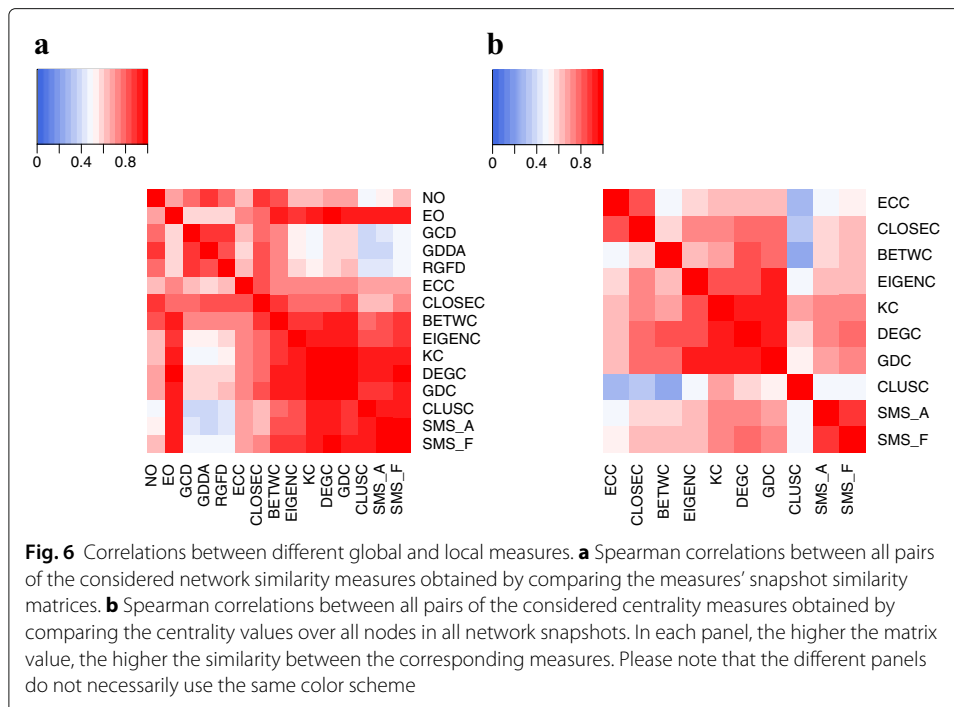 a
b
0 0.4 0.8
0 0.4 0.8
NO
EO
GCD
GDDA
RGFD
ECC
CLOSEC
BETWC
EIGENC
KC
DEGC
GDC
CLUSC
SMS_A
SMS_F
NO
EO
GCD
GDDA
RGFD
ECC
CLOSEC
BETWC
EIGENC
KC
DEGC
GDC
CLUSC
SMS_A
SMS_F
ECC
CLOSEC
BETWC
EIGENC
KC
DEGC
GDC
CLUSC
SMS_A
SMS_F
ECC
CLOSEC
BETWC
EIGENC
KC
DEGC
GDC
CLUSC
SMS_A
SMS_F
Fig. 6 Correlations between different global and local measures. a Spearman correlations between all pairs
of the considered network similarity measures obtained by comparing the measures’ snapshot similarity
matrices. b Spearman correlations between all pairs of the considered centrality measures obtained by
comparing the centrality values over all nodes in all network snapshots. In each panel, the higher the matrix
value, the higher the similarity between the corresponding measures. Please note that the different panels
do not necessarily use the same color scheme